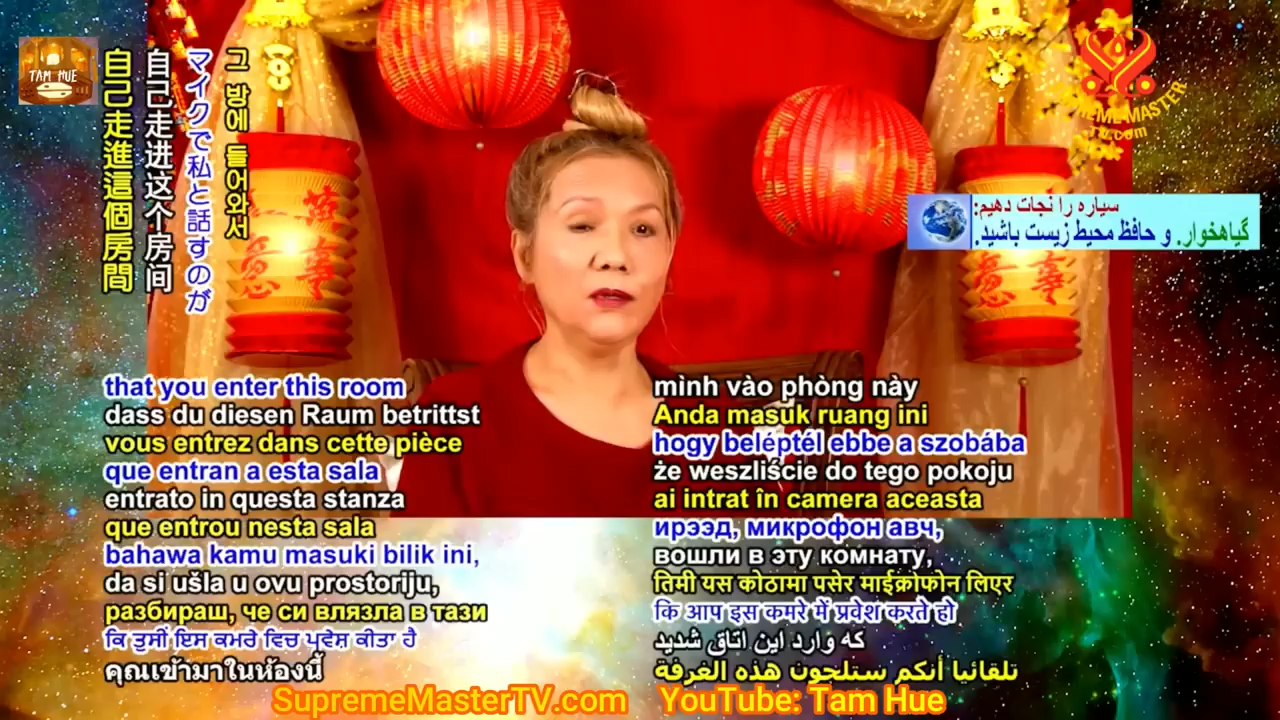 TAM HUE
自己走進這個房間
自己走进这个房间
マイクで私と話すのが
그 방에 들어와서
SUPREME MASTER
TV.com
سیاره را نجات دهیم:
گیاهخوار. و حافظ محیط زیست باشید.
that you enter this room
dass du diesen Raum betrittst
vous entrez dans cette pièce
que entran a esta sala
entrato in questa stanza
que entrou nesta sala
bahawa kamu masuki bilik ini,
da si ušla u ovu prostoriju,
разбираш, че си влязла в тази
ਕਿ ਤੁਸੀਂ ਇਸ ਕਮਰੇ ਵਿਚ ਪ੍ਰਵੇਸ਼ ਕੀਤਾ ਹੈ
คุณเข้ามาในห้องนี้
mình vào phòng này
Anda masuk ruang ini
hogy beléptél ebbe a szobába
że weszliście do tego pokoju
ai intrat în camera aceasta
ирээд, микрофон авч,
вошли в эту комнату,
तिमी यस कोठामा पसेर माईक्रोफोन लिएर
कि आप इस कमरे में प्रवेश करते हो
که وارد این اتاق شدید
تلقائيا أنكم ستلجون هذه الغرفة
SupremeMasterTV.com YouTube: Tam Hue